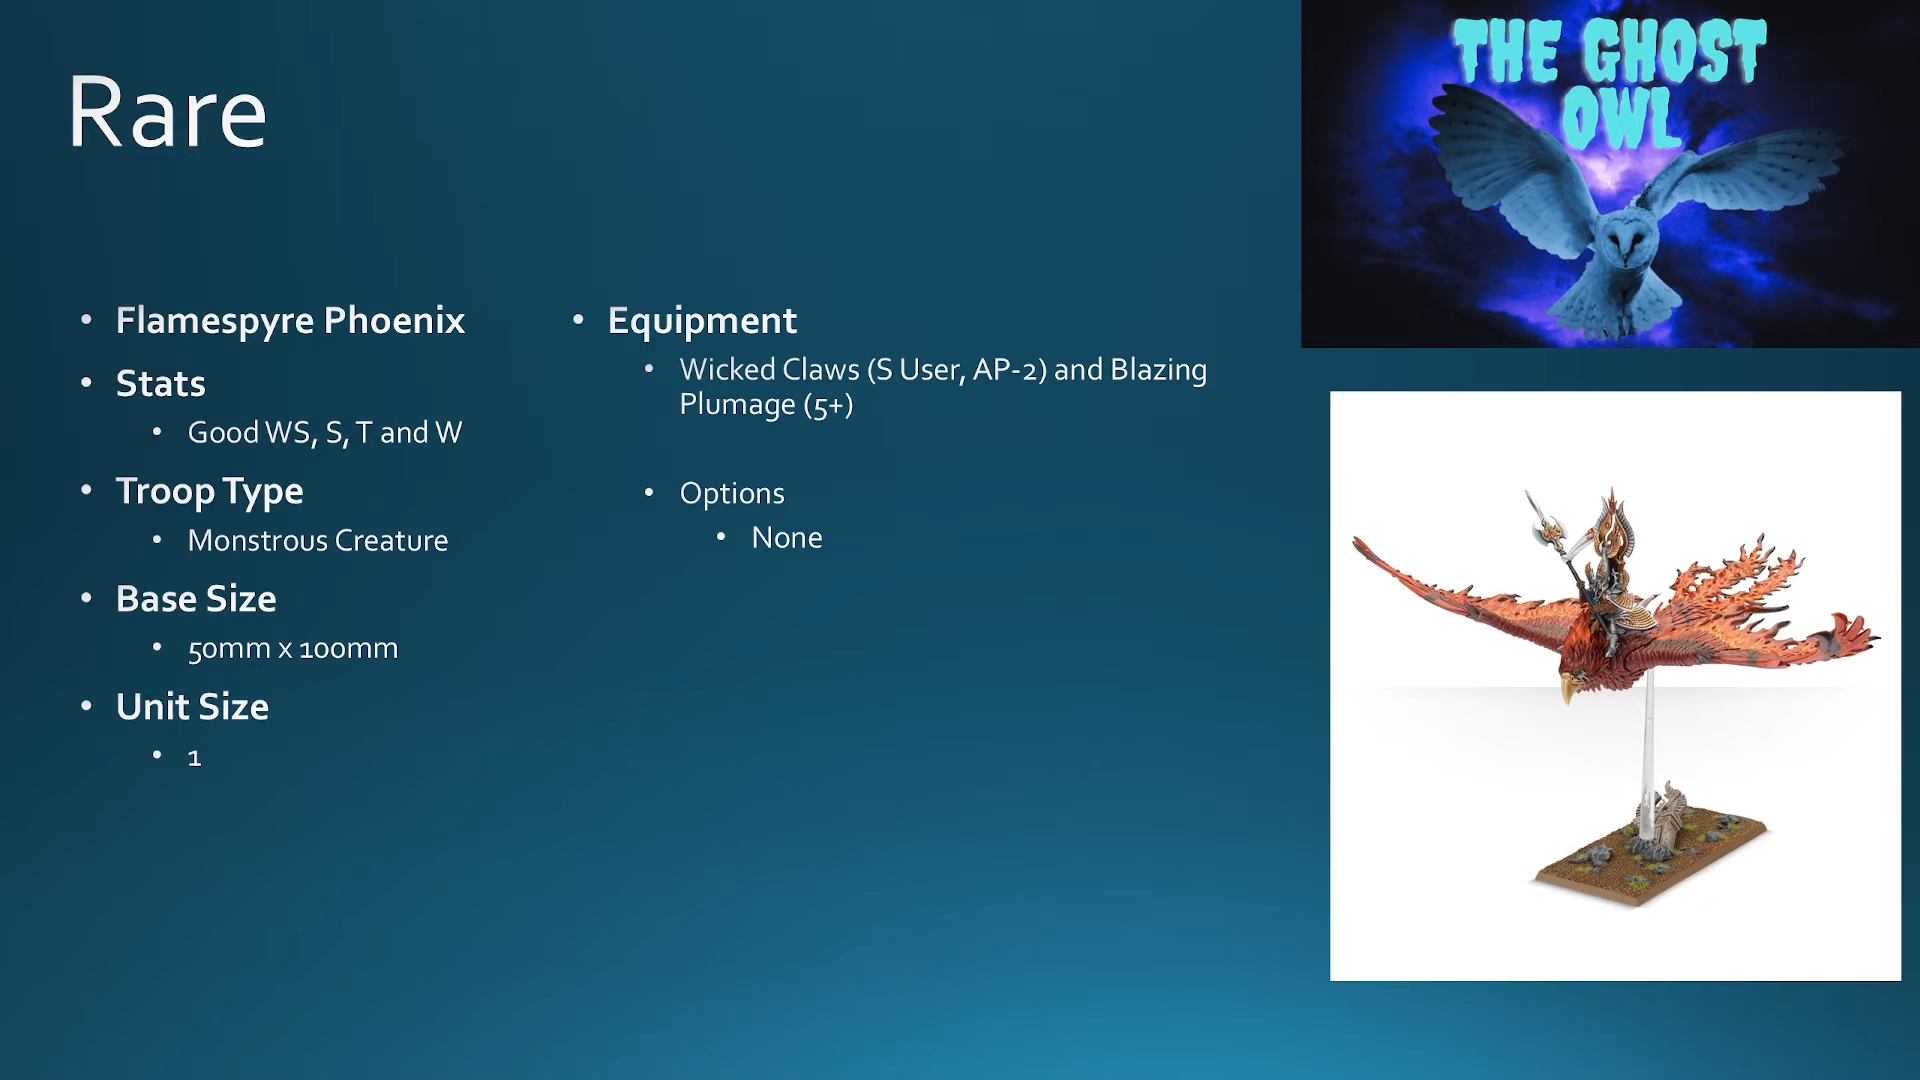 Rare
THE GHOST
OWL
Flamespyre Phoenix
Stats
Good WS, S, T and W
Troop Type
Monstrous Creature
Base Size
50mm x 100mm
Unit Size
1
Equipment
Wicked Claws (S User, AP-2) and Blazing
Plumage (5+)
Options
None